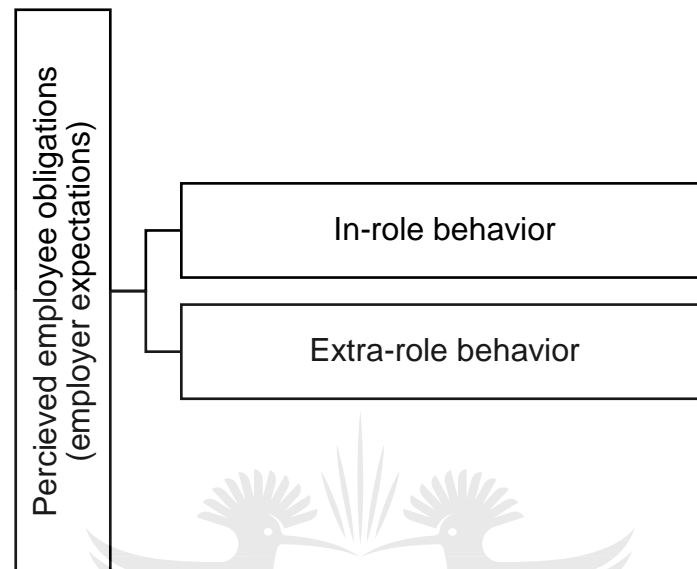 Percieved employee obligations
(employer expectations)
In-role behavior
Extra-role behavior